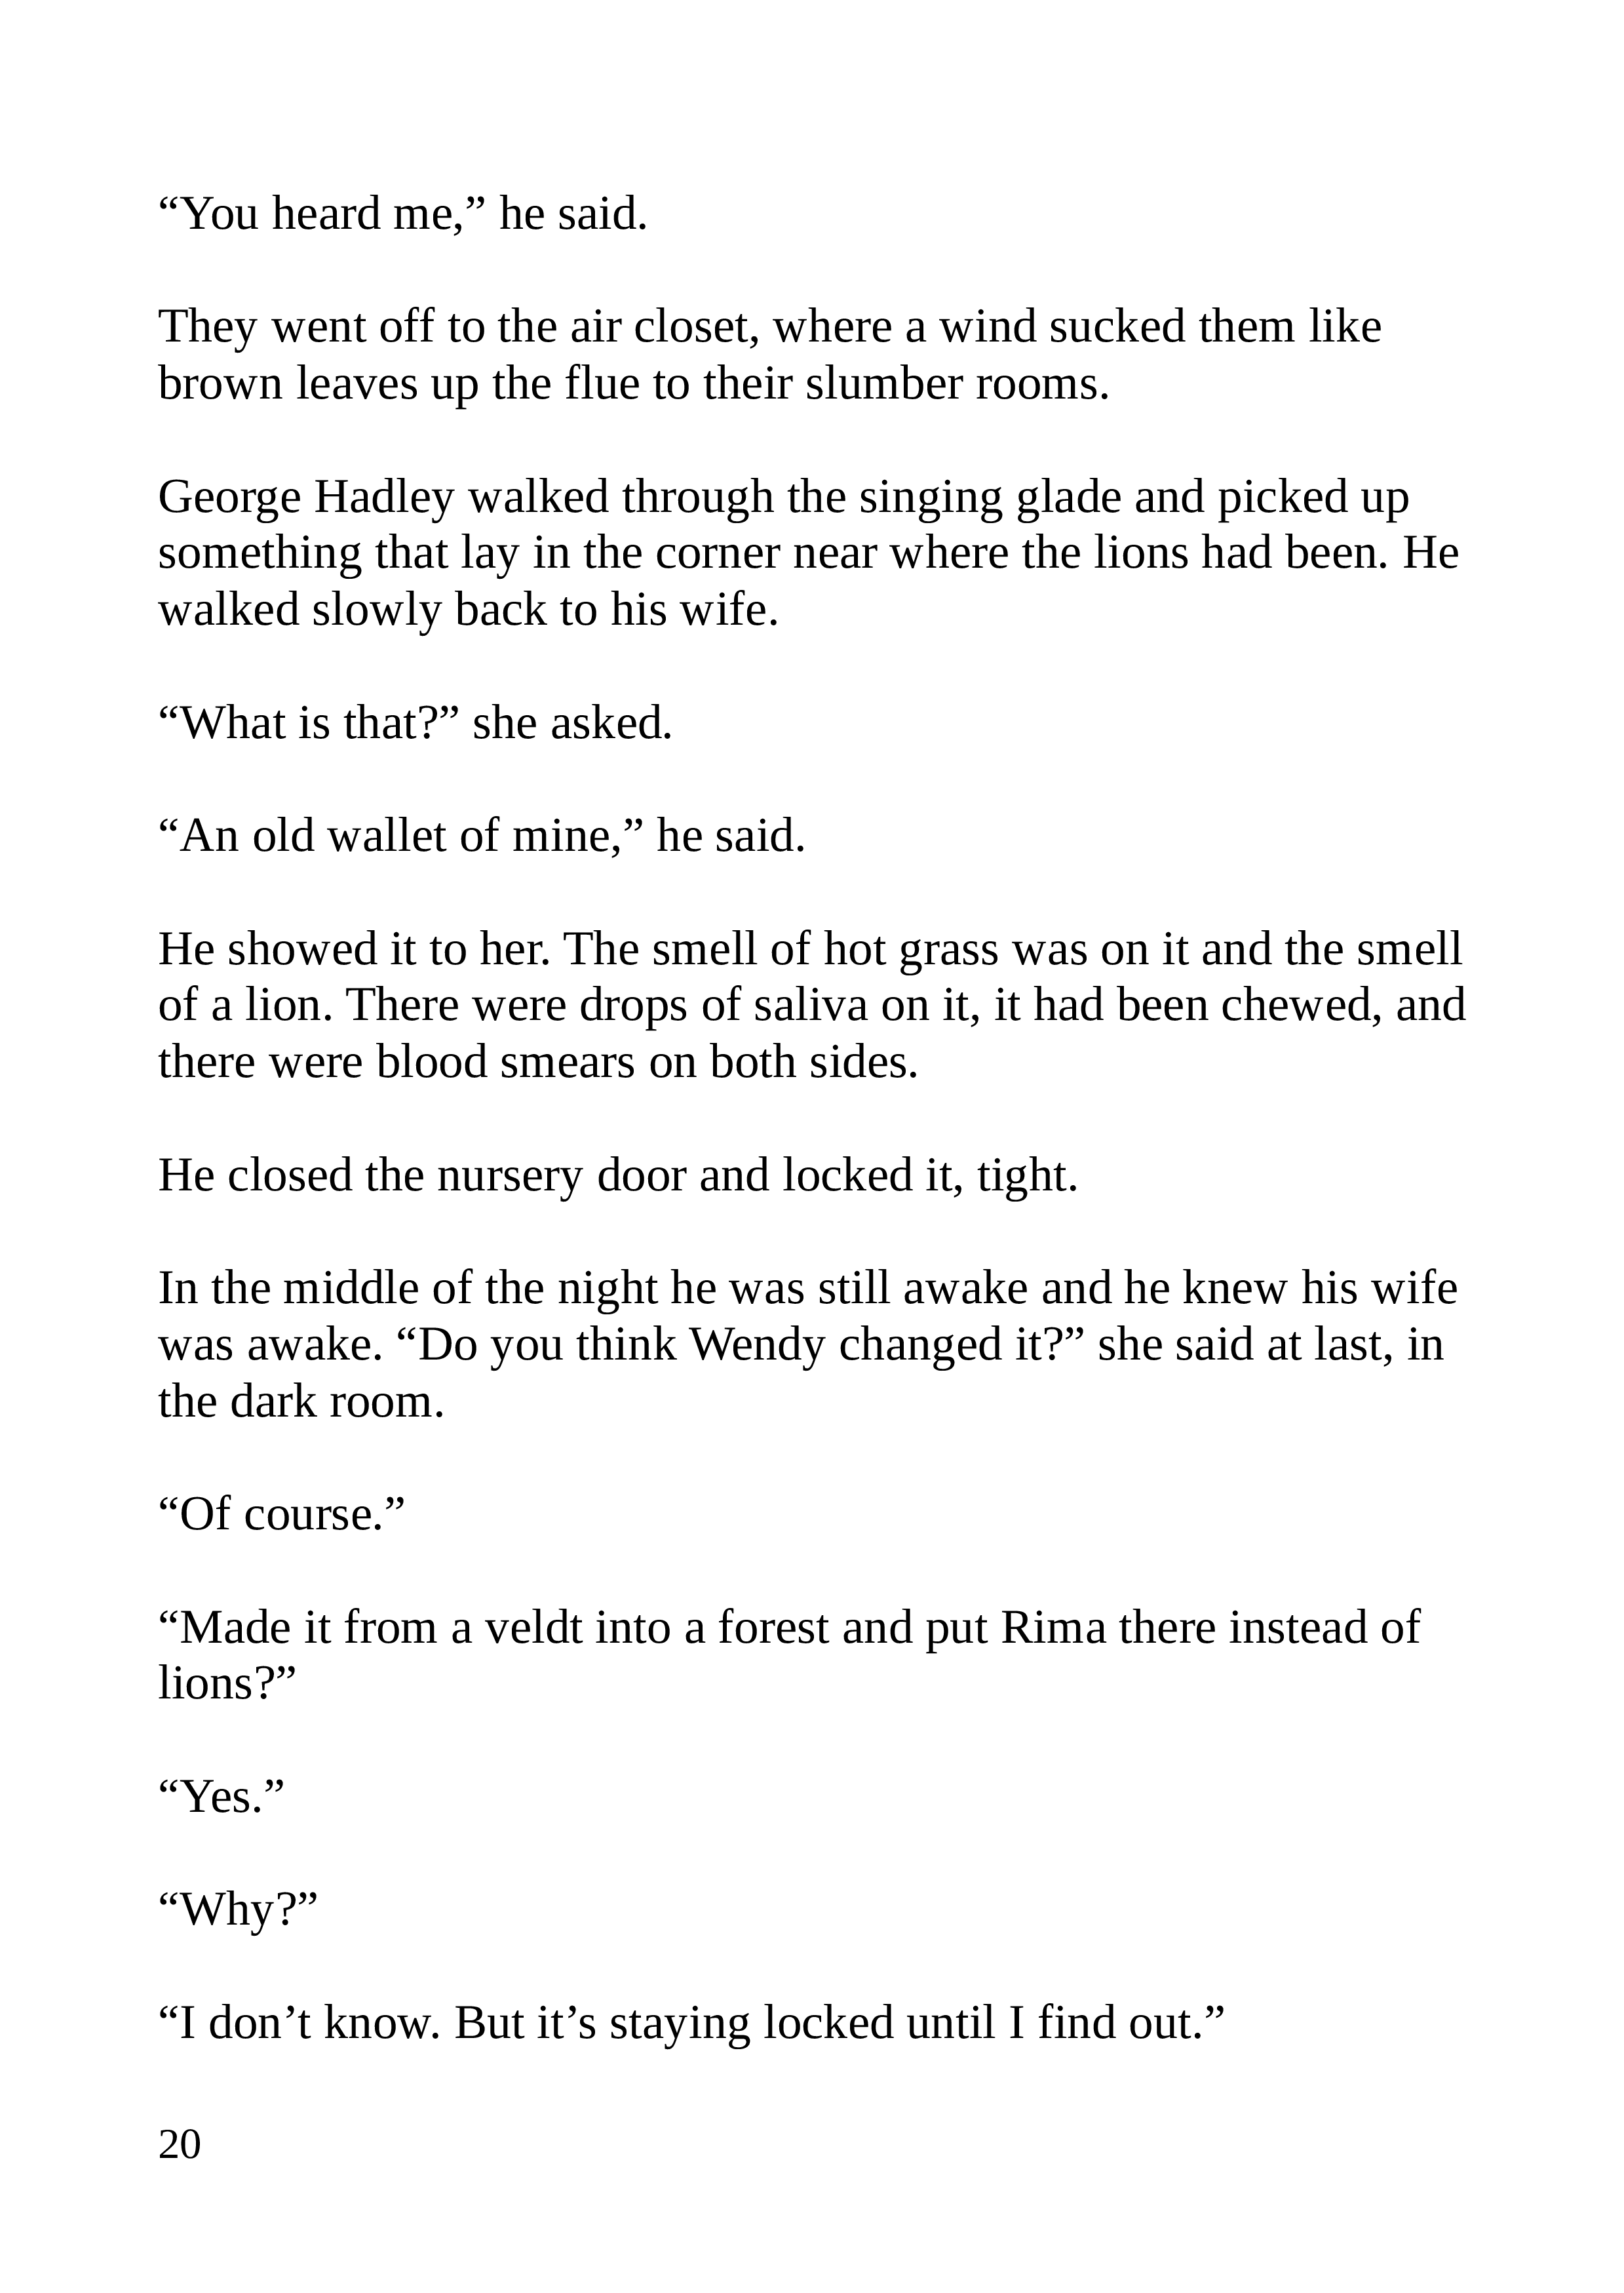 “You heard me,” he said.
They went off to the air closet, where a wind sucked them like
brown leaves up the flue to their slumber rooms.
George Hadley walked through the singing glade and picked up
something that lay in the corner near where the lions had been. He
walked slowly back to his wife.
“What is that?” she asked.
“An old wallet of mine,” he said.
He showed it to her. The smell of hot grass was on it and the smell
of a lion. There were drops of saliva on it, it had been chewed, and
there were blood smears on both sides.
He closed the nursery door and locked it, tight.
In the middle of the night he was still awake and he knew his wife
was awake. “Do you think Wendy changed it?” she said at last, in
the dark room.
“Of course.”
“Made it from a veldt into a forest and put Rima there instead of
lions?”
“Yes.”
“Why?”
“I don’t know. But it’s staying locked until I find out.”
20